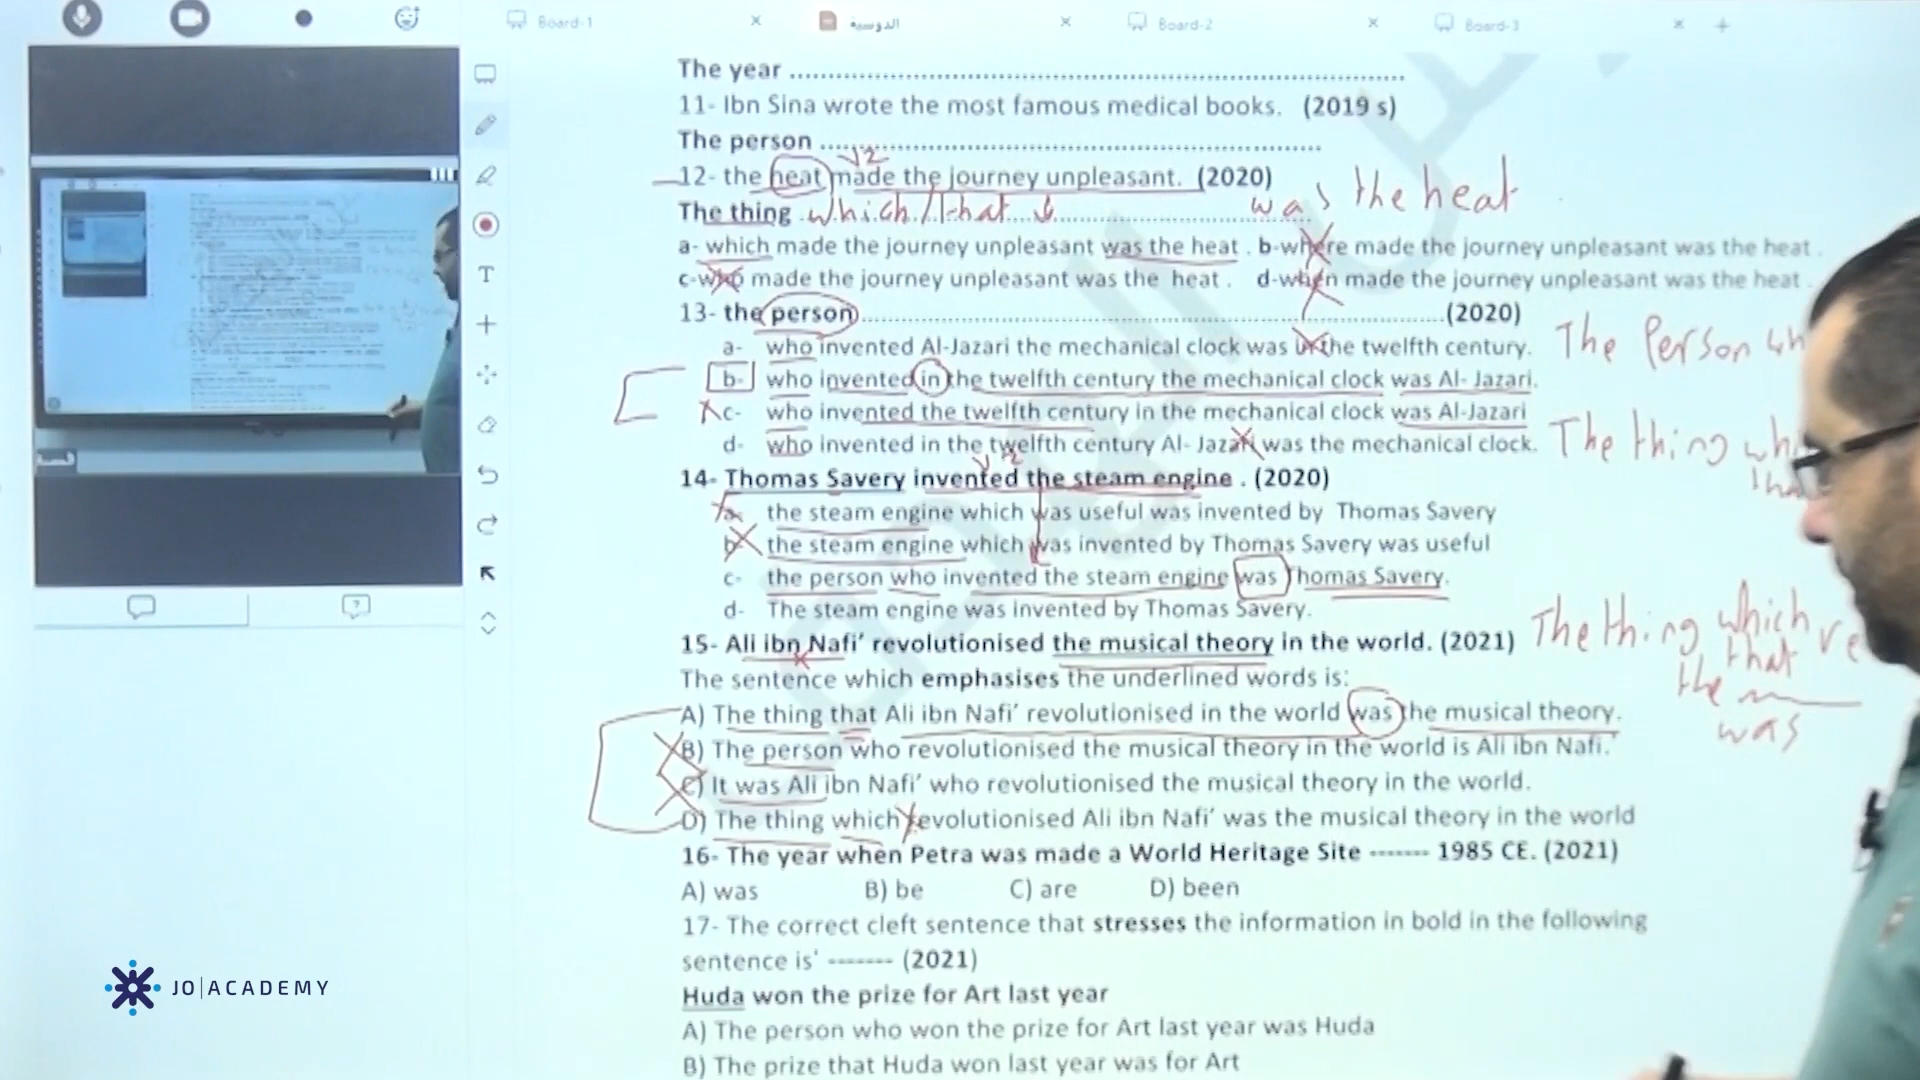 Board-1
الدوسية
Board-2
Board-3
The year ........................................................
11- Ibn Sina wrote the most famous medical books. (2019 s)
The person ........................................................
V2
12- the heat made the journey unpleasant. (2020)
The thing which/that was the heat
a- which made the journey unpleasant was the heat . b-where made the journey unpleasant was the heat .
c-who made the journey unpleasant was the heat . d-when made the journey unpleasant was the heat .
13- the person........................................................(2020)
a- who invented Al-Jazari the mechanical clock was in the twelfth century. The Person wh
b- who invented in the twelfth century the mechanical clock was Al- Jazari.
c- who invented the twelfth century in the mechanical clock was Al-Jazari
d- who invented in the twelfth century Al- Jazari was the mechanical clock. The thing wh
V2
tha
14- Thomas Savery invented the steam engine . (2020)
a- the steam engine which was useful was invented by Thomas Savery
b- the steam engine which was invented by Thomas Savery was useful
c- the person who invented the steam engine was Thomas Savery.
d- The steam engine was invented by Thomas Savery.
15- Ali ibn Nafi’ revolutionised the musical theory in the world. (2021) The thing which re
that
The sentence which emphasises the underlined words is: the m
A) The thing that Ali ibn Nafi’ revolutionised in the world was the musical theory. was
B) The person who revolutionised the musical theory in the world is Ali ibn Nafi.’
C) It was Ali ibn Nafi’ who revolutionised the musical theory in the world.
D) The thing which revolutionised Ali ibn Nafi’ was the musical theory in the world
16- The year when Petra was made a World Heritage Site ------- 1985 CE. (2021)
A) was B) be C) are D) been
17- The correct cleft sentence that stresses the information in bold in the following
sentence is' ------- (2021)
Huda won the prize for Art last year
A) The person who won the prize for Art last year was Huda
B) The prize that Huda won last year was for Art
JO|ACADEMY